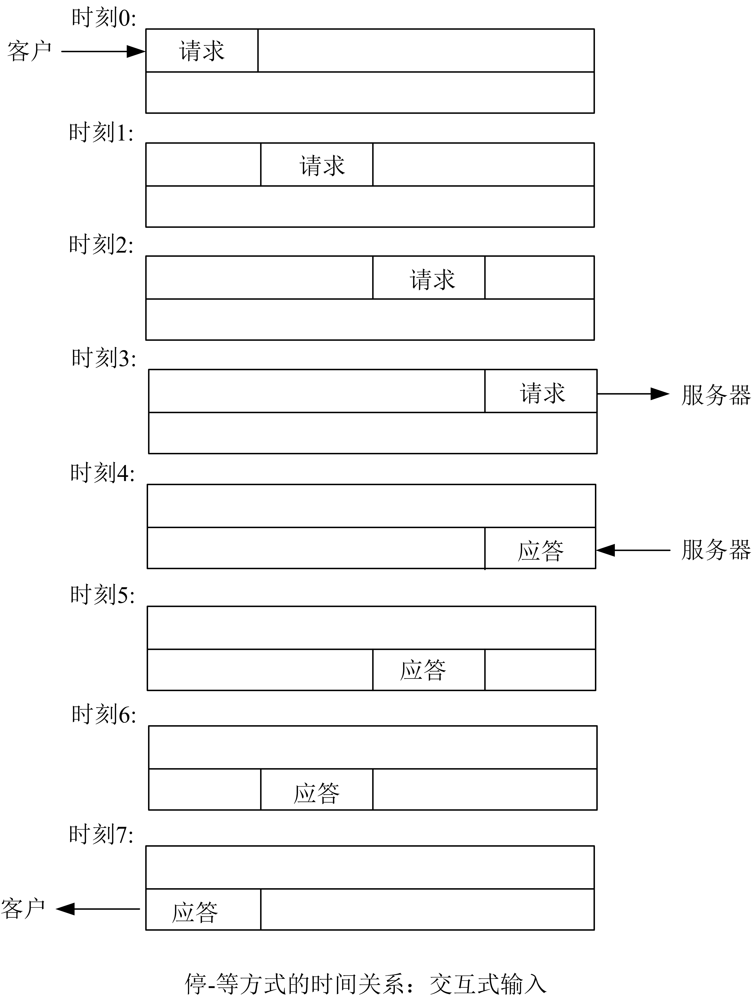 时刻0:
客户
请求
时刻1:
请求
时刻2:
请求
时刻3:
请求
服务器
时刻4:
应答
服务器
时刻5:
应答
时刻6:
应答
时刻7:
客户
应答
停-等方式的时间关系：交互式输入